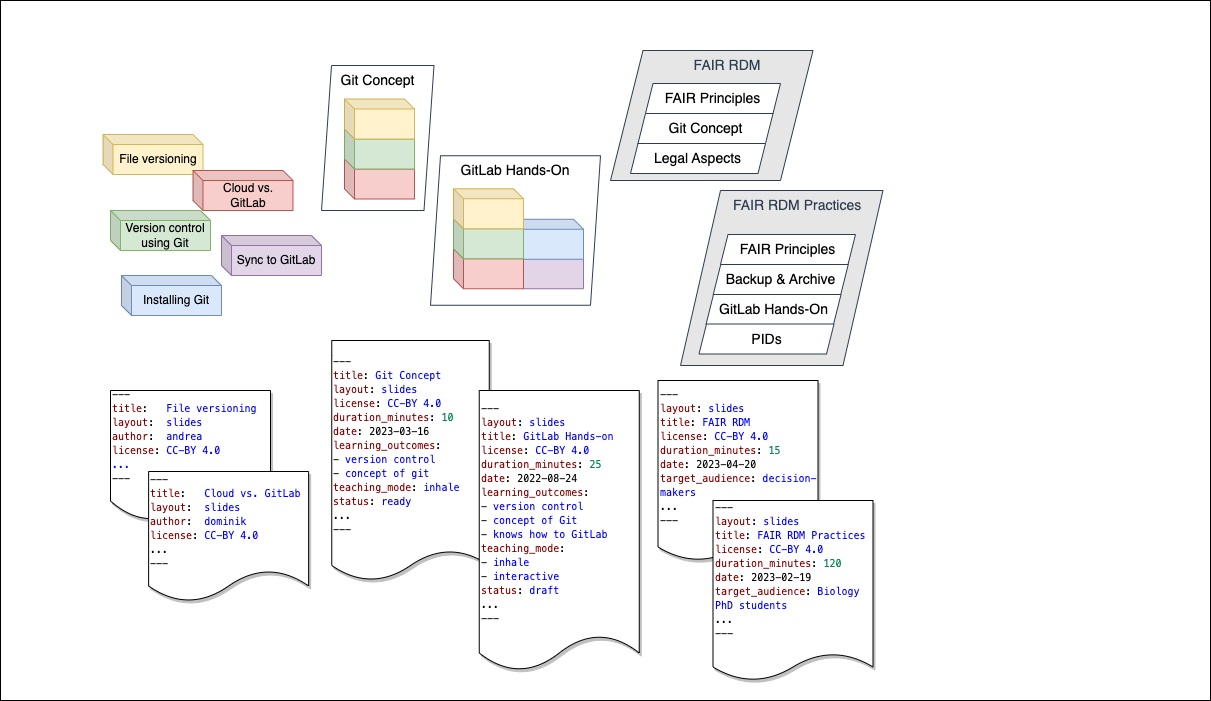 File versioning
Cloud vs.
GitLab
Version control
using Git
Sync to GitLab
Installing Git
Git Concept
GitLab Hands-On
FAIR RDM
FAIR Principles
Git Concept
Legal Aspects
FAIR RDM Practices
FAIR Principles
Backup & Archive
GitLab Hands-On
PIDs
---
title:   File versioning
layout:  slides
author:  andrea
license: CC-BY 4.0
...
---
---
title:   Cloud vs. GitLab
layout:  slides
author:  dominik
license: CC-BY 4.0
...
---
---
title: Git Concept
layout: slides
license: CC-BY 4.0
duration_minutes: 10
date: 2023-03-16
learning_outcomes:
- version control
- concept of git
teaching_mode: inhale
status: ready
...
---
---
layout: slides
title: GitLab Hands-on
license: CC-BY 4.0
duration_minutes: 25
date: 2022-08-24
learning_outcomes:
- version control
- concept of Git
- knows how to GitLab
teaching_mode:
- inhale
- interactive
status: draft
...
---
---
layout: slides
title: FAIR RDM
license: CC-BY 4.0
duration_minutes: 15
date: 2023-04-20
target_audience: decision-
makers
...
---
---
layout: slides
title: FAIR RDM Practices
license: CC-BY 4.0
duration_minutes: 120
date: 2023-02-19
target_audience: Biology
PhD students
...
---